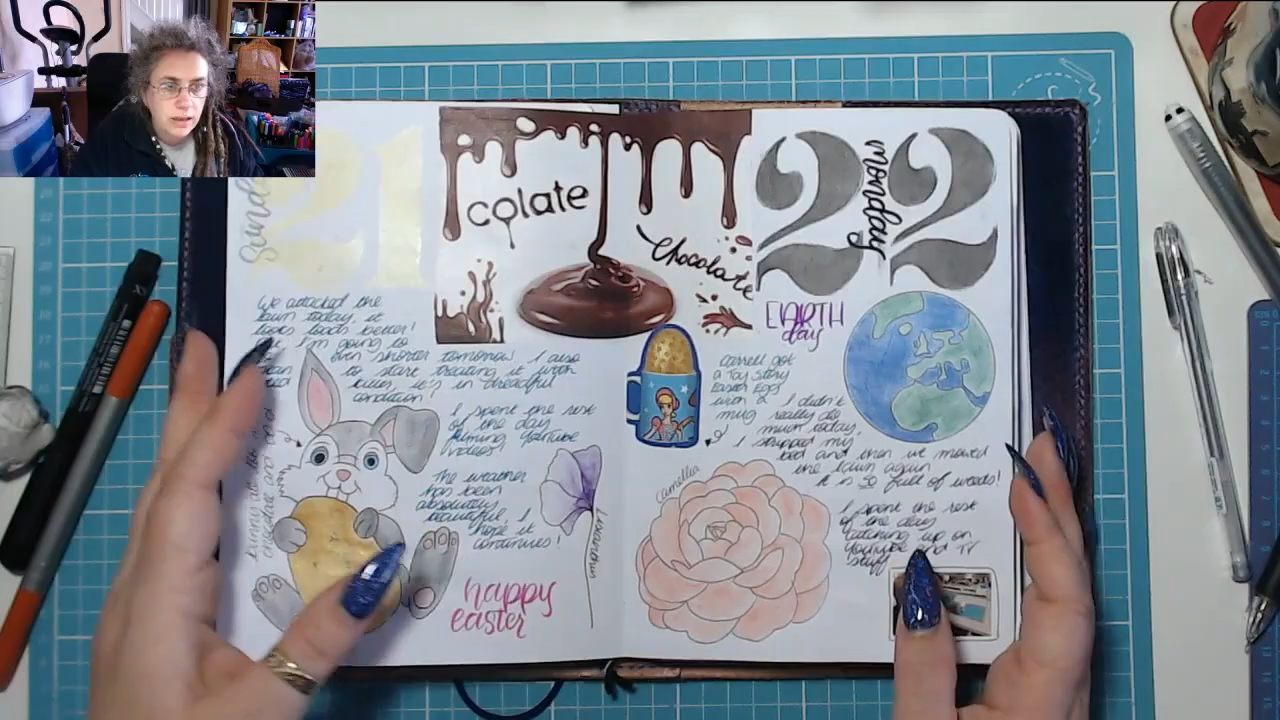 Sund
21
colate
Chocolate
22
monday
We attacked the
lawn today, it
looks loads better!
I'm going to
even shorter tomorrow I also
to start treating it with
it's in dreadful
condition!
I spent the rest
of the day
filming YouTube
videos!
The weather
has been
absolutely
beautiful, I
hope it
continues!
happy
easter
EARTH
day
got
a Toy Story
Easter Egg
mug
I didn't
really do
much today.
I stripped my
bed and then we mowed
the lawn again
It is SO full of weeds!
Camellia
I spent the rest
of the day
catching up on
YouTube and TV
stuff